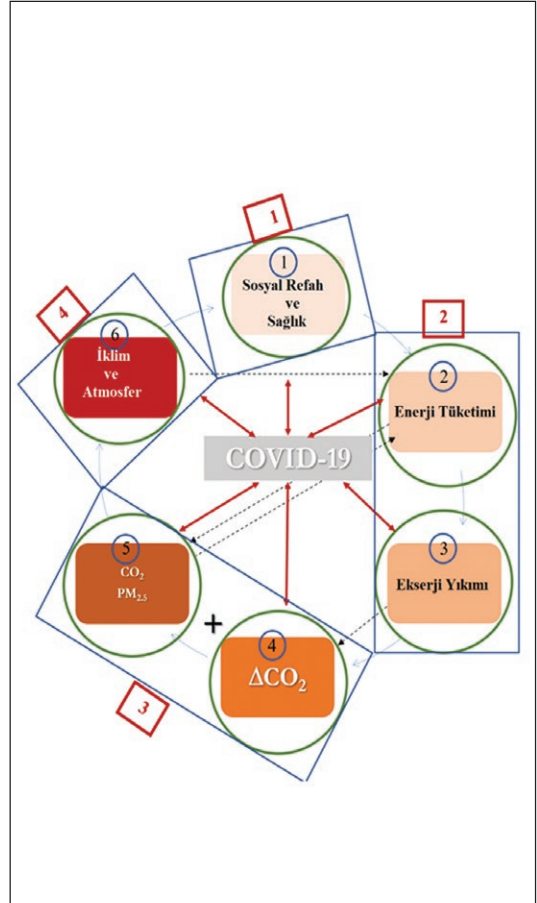 1
1
Sosyal Refah
ve
Sağlık
2
2
Enerji Tüketimi
3
Ekserji Yıkımı
3
4
ΔCO₂
+
5
CO₂
PM₂.₅
4
6
İklim
ve
Atmosfer
COVID-19